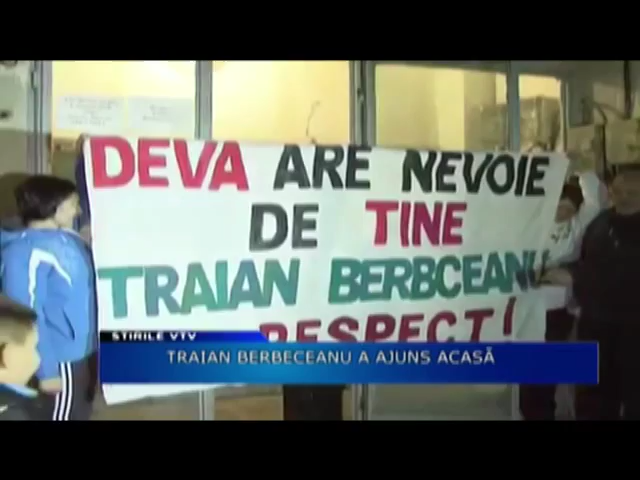 DEVA ARE NEVOIE
DE TINE
TRAIAN BERBCEANU
RESPECT!
STIRILE VTV
TRAIAN BERBECEANU A AJUNS ACASĂ